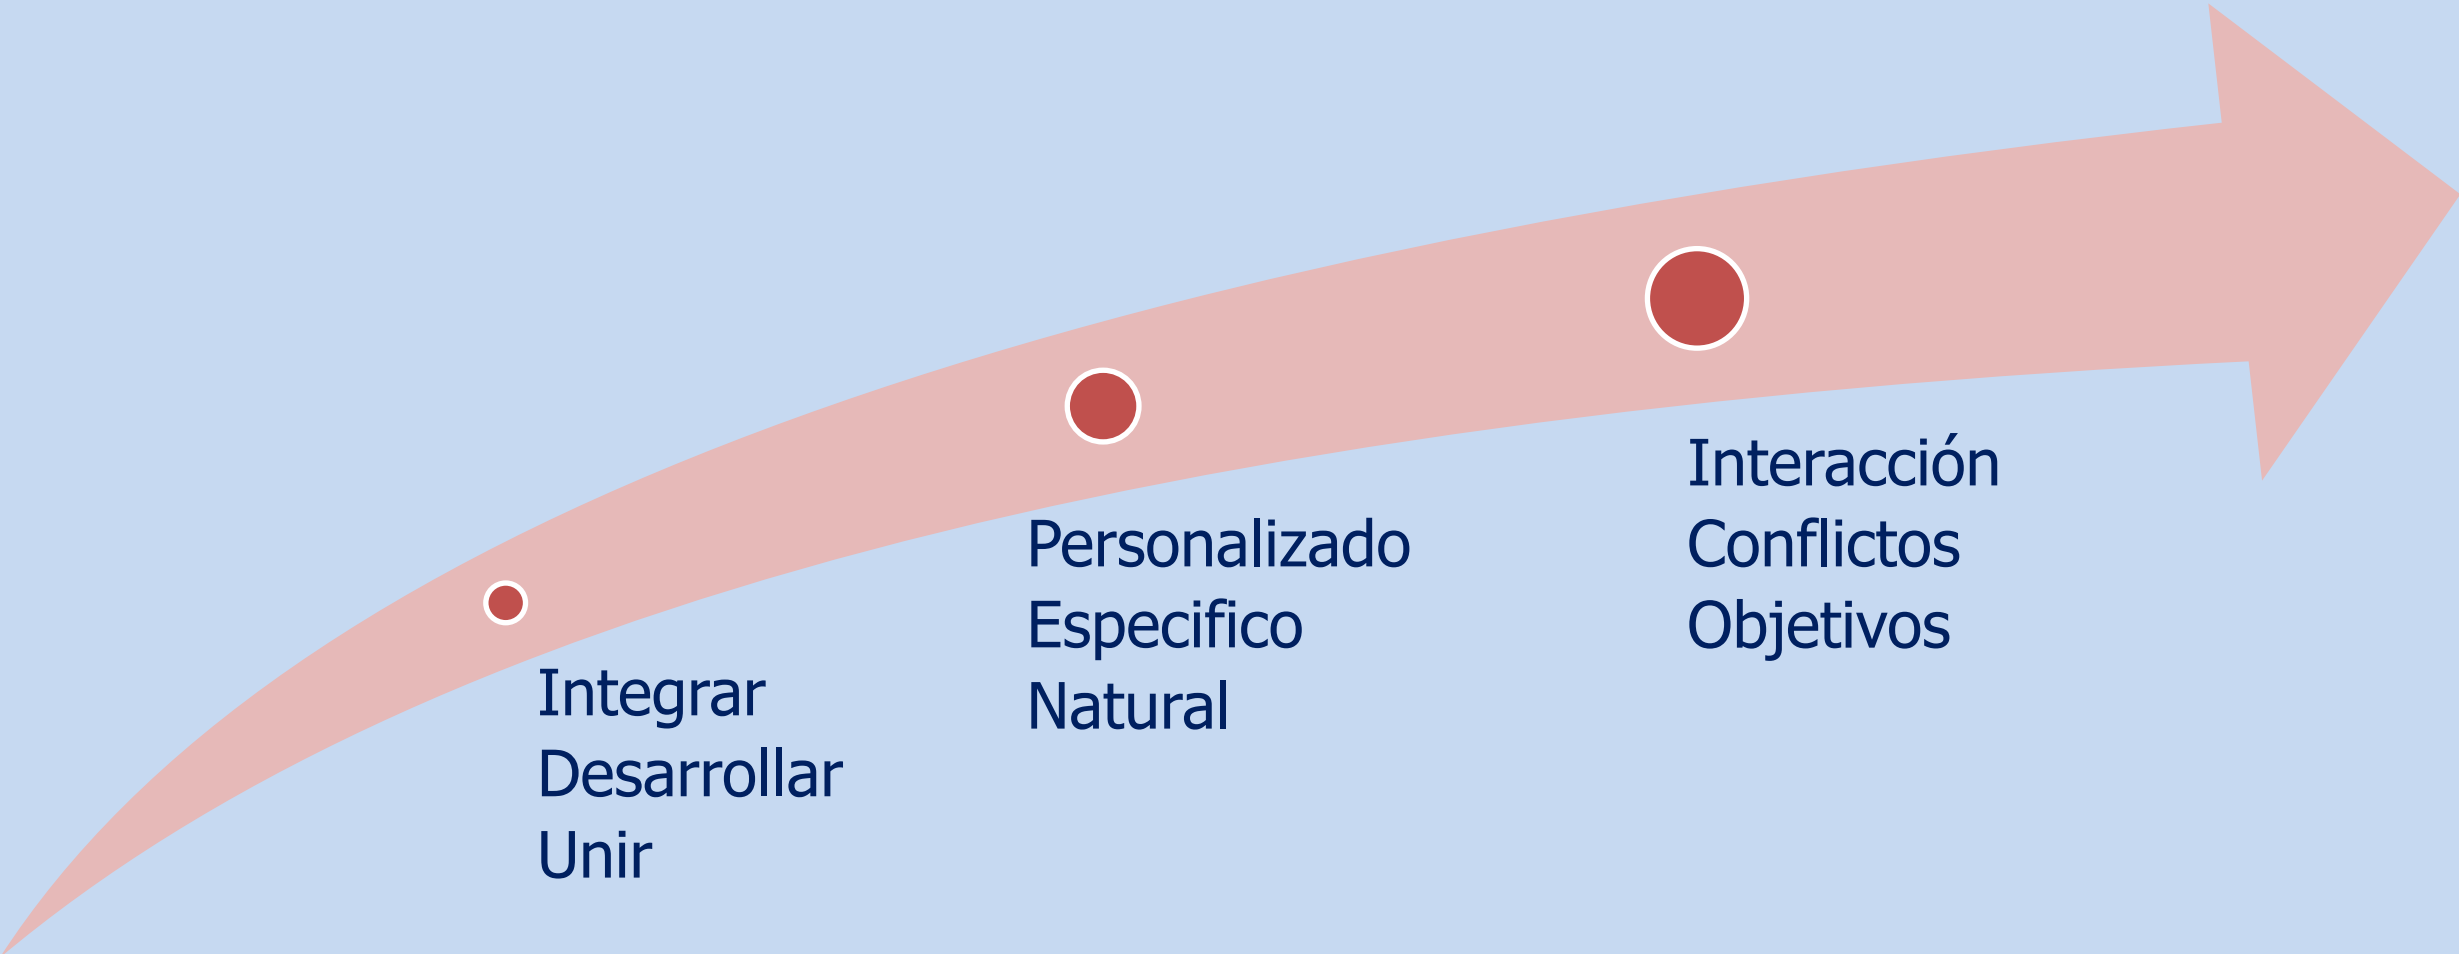 Integrar
Desarrollar
Unir
Personalizado
Especifico
Natural
Interacción
Conflictos
Objetivos